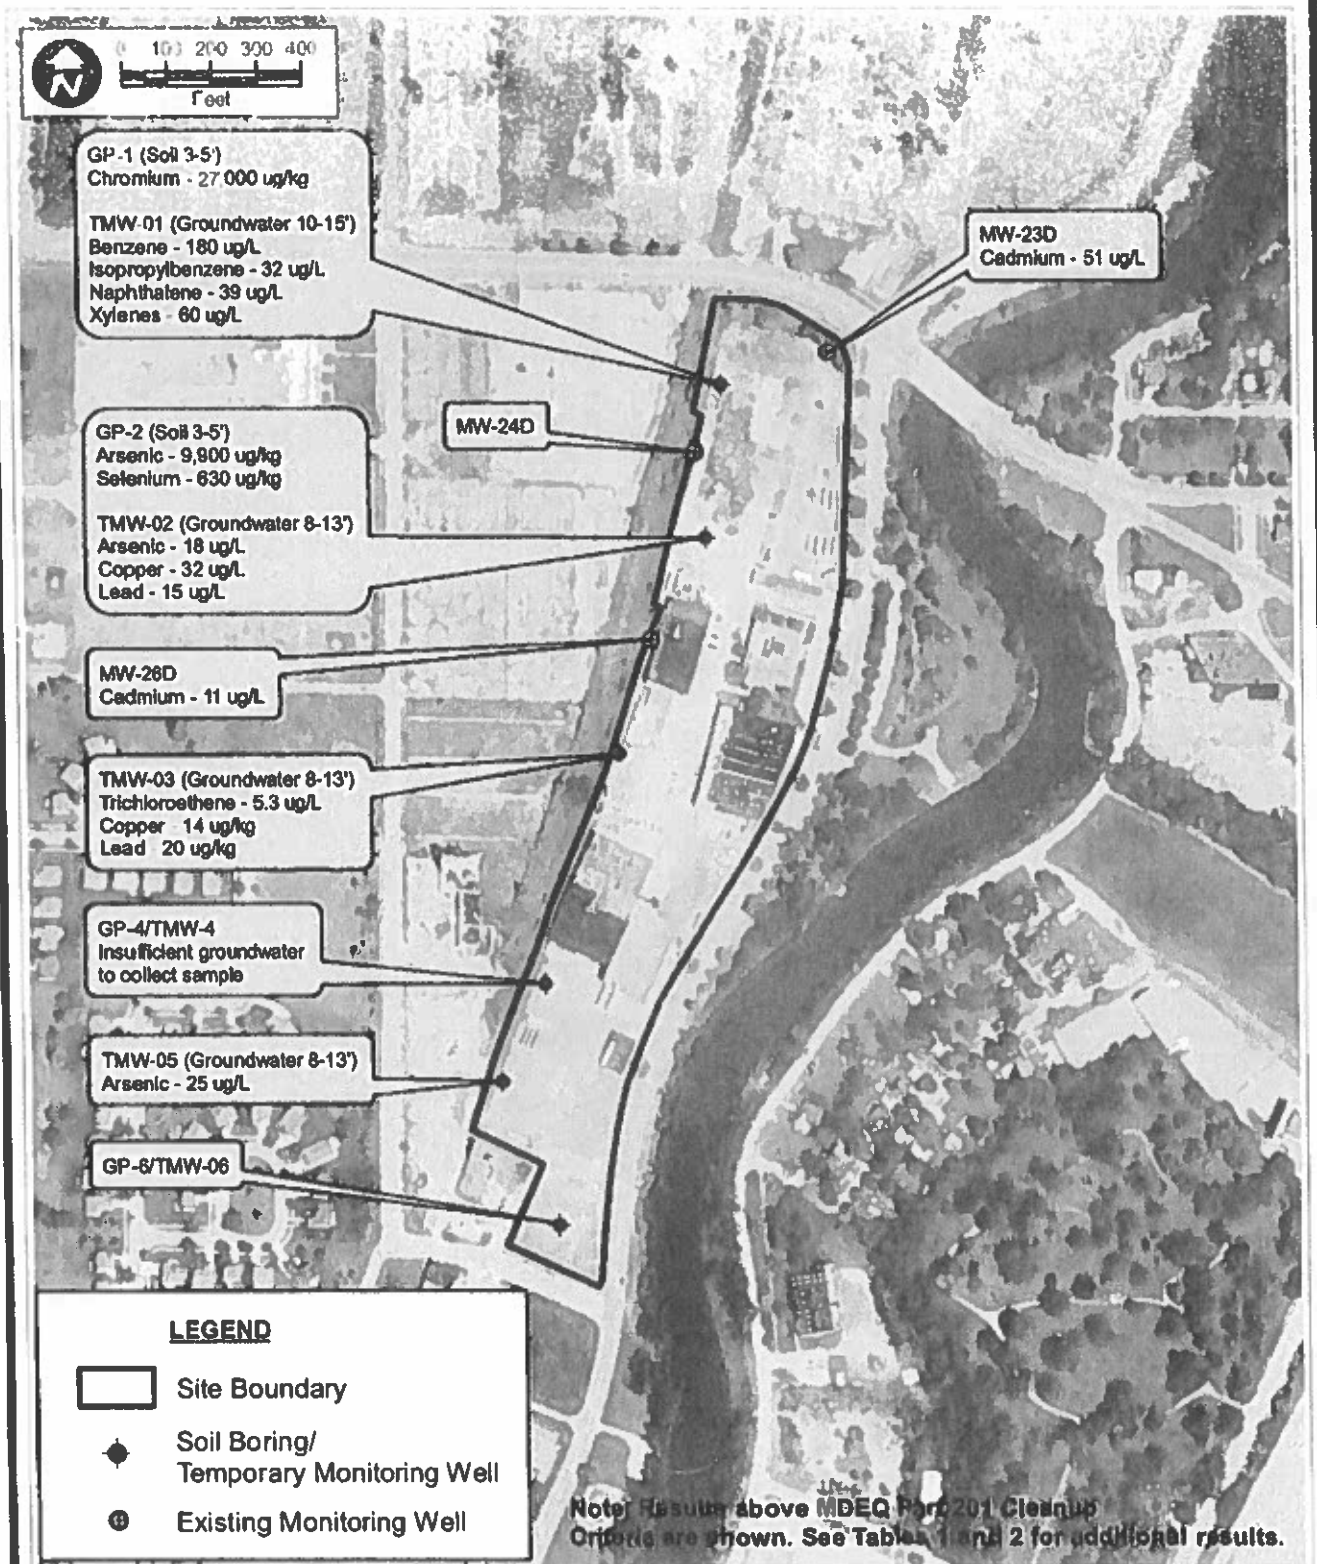 N
0 100 200 300 400
Feet
GP-1 (Soil 3-5')
Chromium - 27,000 ug/kg
TMW-01 (Groundwater 10-15')
Benzene - 180 ug/L
Isopropylbenzene - 32 ug/L
Naphthalene - 39 ug/L
Xylenes - 60 ug/L
MW-23D
Cadmium - 51 ug/L
MW-24D
GP-2 (Soil 3-5')
Arsenic - 9,900 ug/kg
Selenium - 630 ug/kg
TMW-02 (Groundwater 8-13')
Arsenic - 18 ug/L
Copper - 32 ug/L
Lead - 15 ug/L
MW-26D
Cadmium - 11 ug/L
TMW-03 (Groundwater 8-13')
Trichloroethene - 5.3 ug/L
Copper 14 ug/kg
Lead 20 ug/kg
GP-4/TMW-4
Insufficient groundwater
to collect sample
TMW-05 (Groundwater 8-13')
Arsenic - 25 ug/L
GP-6/TMW-06
LEGEND
Site Boundary
Soil Boring/
Temporary Monitoring Well
Existing Monitoring Well
Note: Results above MDEQ Part 201 Cleanup
Criteria are shown. See Tables 1 and 2 for additional results.